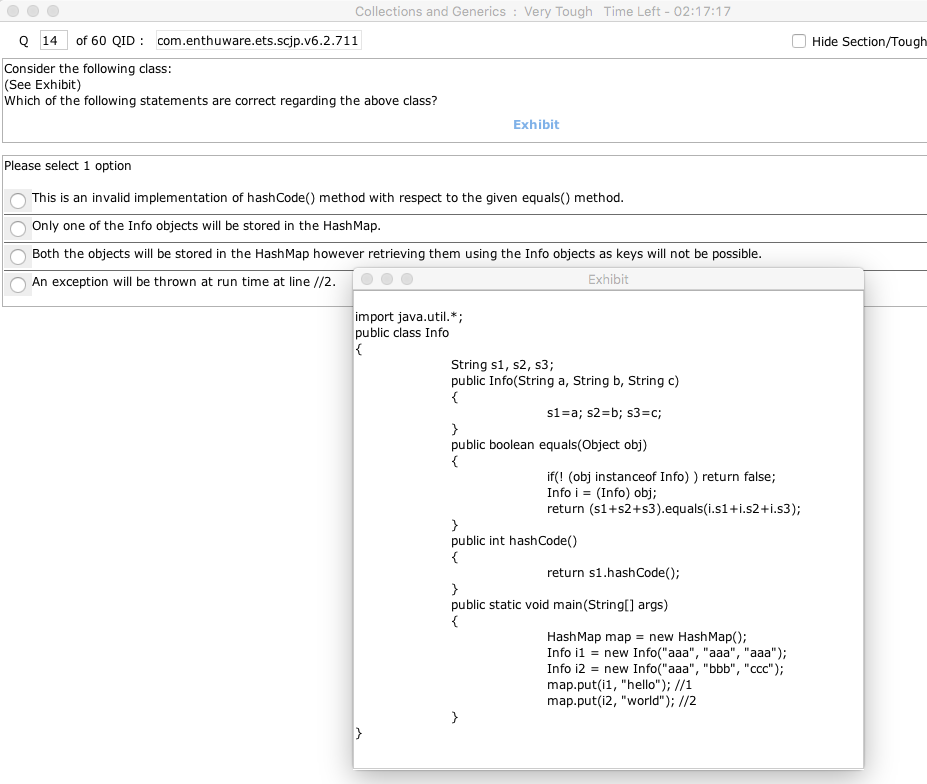 Collections and Generics : Very Tough Time Left - 02:17:17
Q 14 of 60 QID : com.enthuware.ets.scjp.v6.2.711
Hide Section/Tough
Consider the following class:
(See Exhibit)
Which of the following statements are correct regarding the above class?
Exhibit
Please select 1 option
This is an invalid implementation of hashCode() method with respect to the given equals() method.
Only one of the Info objects will be stored in the HashMap.
Both the objects will be stored in the HashMap however retrieving them using the Info objects as keys will not be possible.
An exception will be thrown at run time at line //2.
Exhibit
import java.util.*;
public class Info
{
String s1, s2, s3;
public Info(String a, String b, String c)
{
s1=a; s2=b; s3=c;
}
public boolean equals(Object obj)
{
if(! (obj instanceof Info) ) return false;
Info i = (Info) obj;
return (s1+s2+s3).equals(i.s1+i.s2+i.s3);
}
public int hashCode()
{
return s1.hashCode();
}
public static void main(String[] args)
{
HashMap map = new HashMap();
Info i1 = new Info("aaa", "aaa", "aaa");
Info i2 = new Info("aaa", "bbb", "ccc");
map.put(i1, "hello"); //1
map.put(i2, "world"); //2
}
}